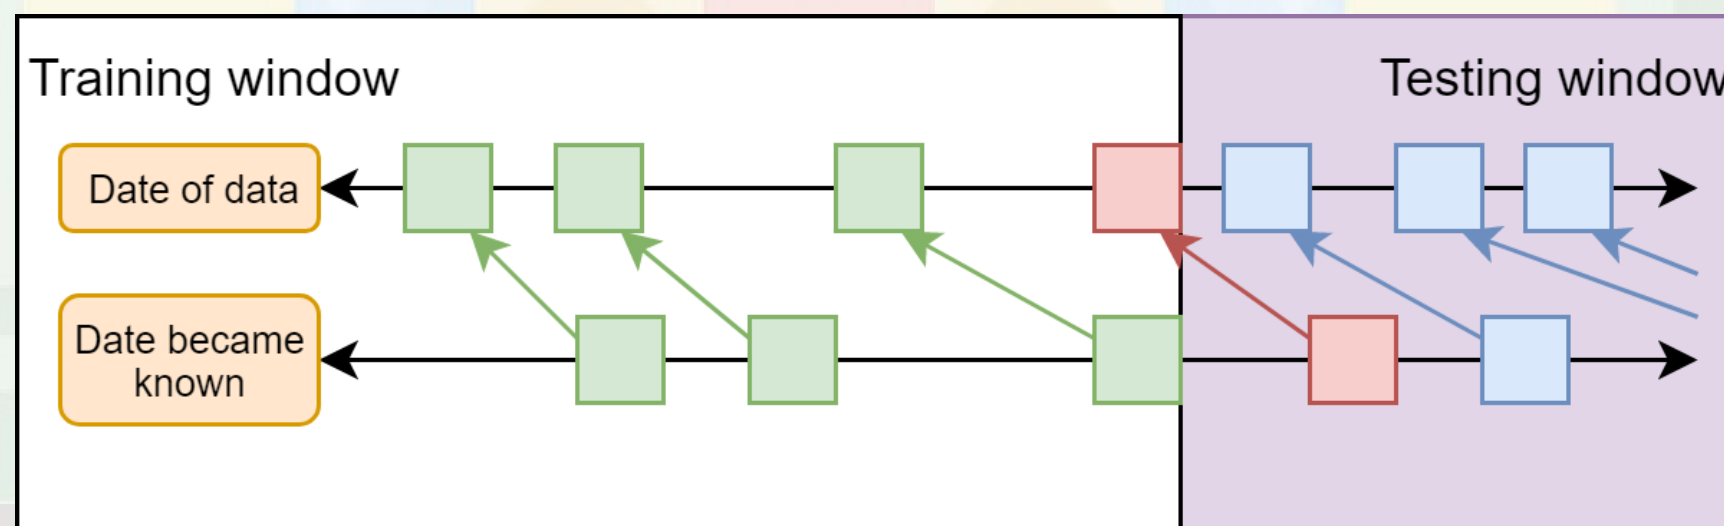 Training window
Testing window
Date of data
Date became
known